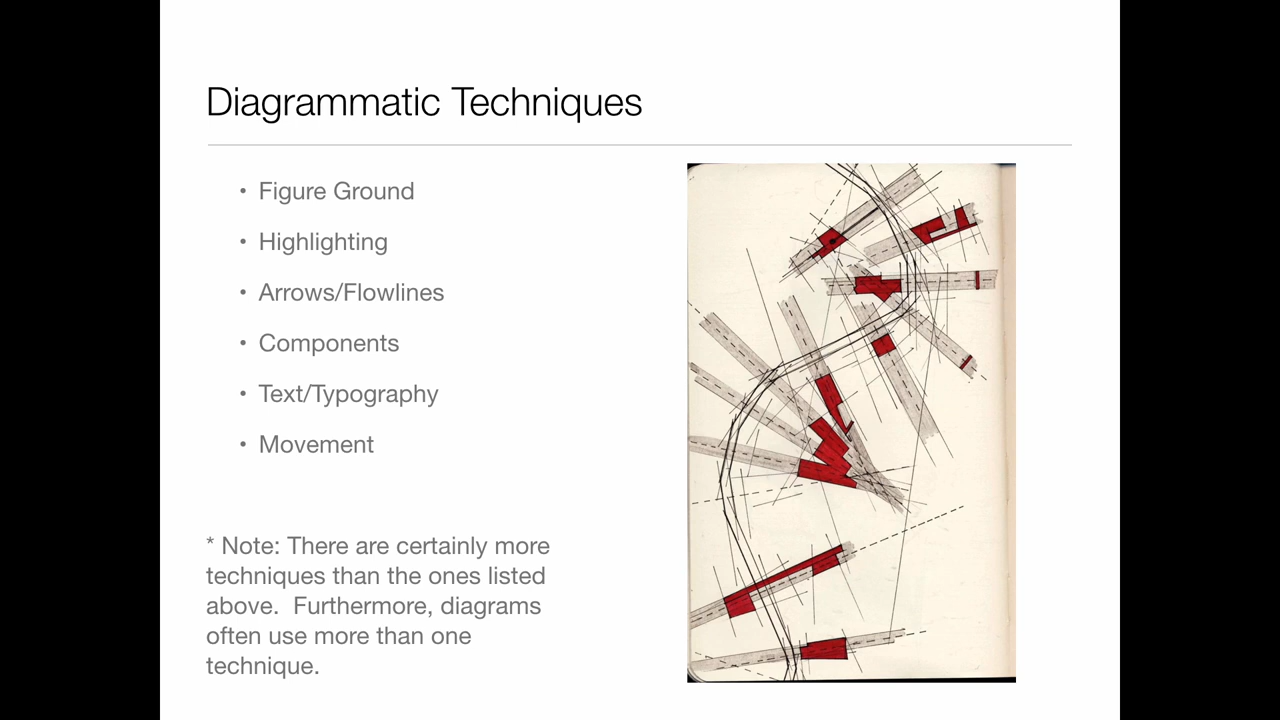 Diagrammatic Techniques
• Figure Ground
• Highlighting
• Arrows/Flowlines
• Components
• Text/Typography
• Movement
* Note: There are certainly more
techniques than the ones listed
above.  Furthermore, diagrams
often use more than one
technique.